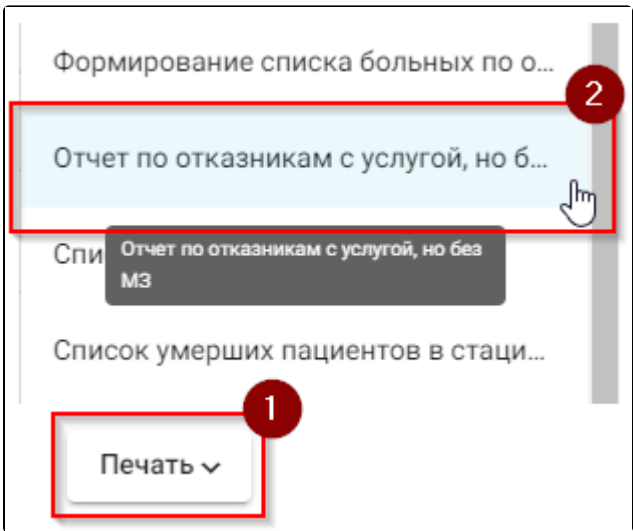 Формирование списка больных по о...
2
Отчет по отказникам с услугой, но б...
Спи
Отчет по отказникам с услугой, но без
МЗ
Список умерших пациентов в стаци...
1
Печать